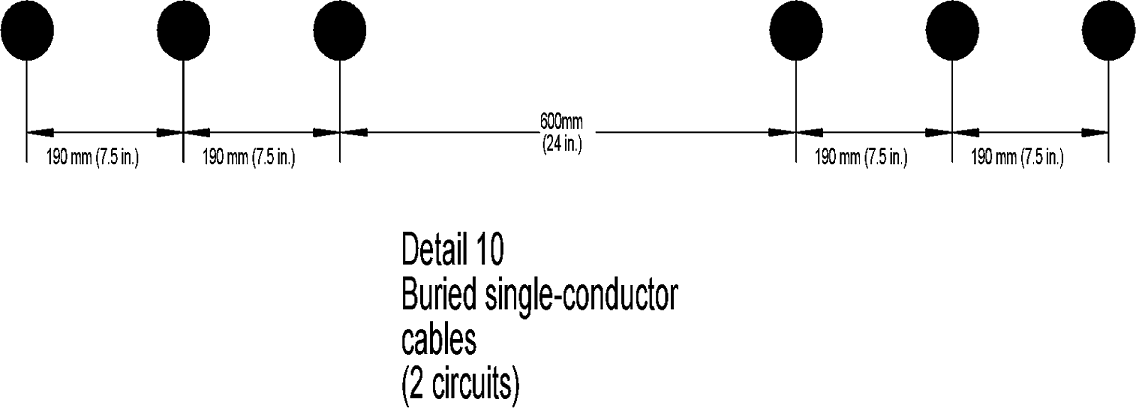 600mm
(24 in.)
190 mm (7.5 in.) 190 mm (7.5 in.) 190 mm (7.5 in.) 190 mm (7.5 in.)
Detail 10
Buried single-conductor
cables
(2 circuits)